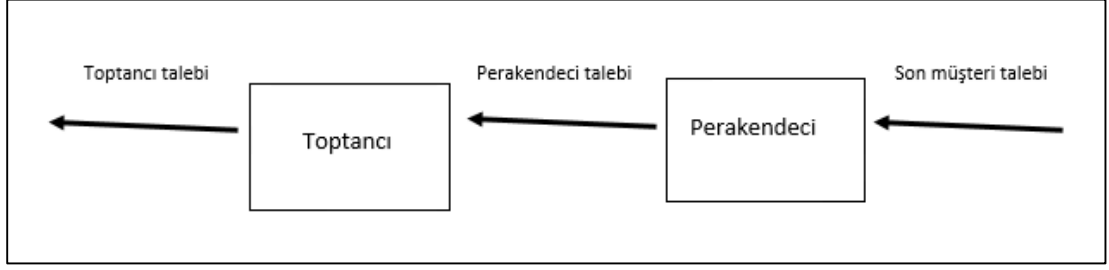 Toptancı talebi
Perakendeci talebi
Son müşteri talebi
Toptancı
Perakendeci